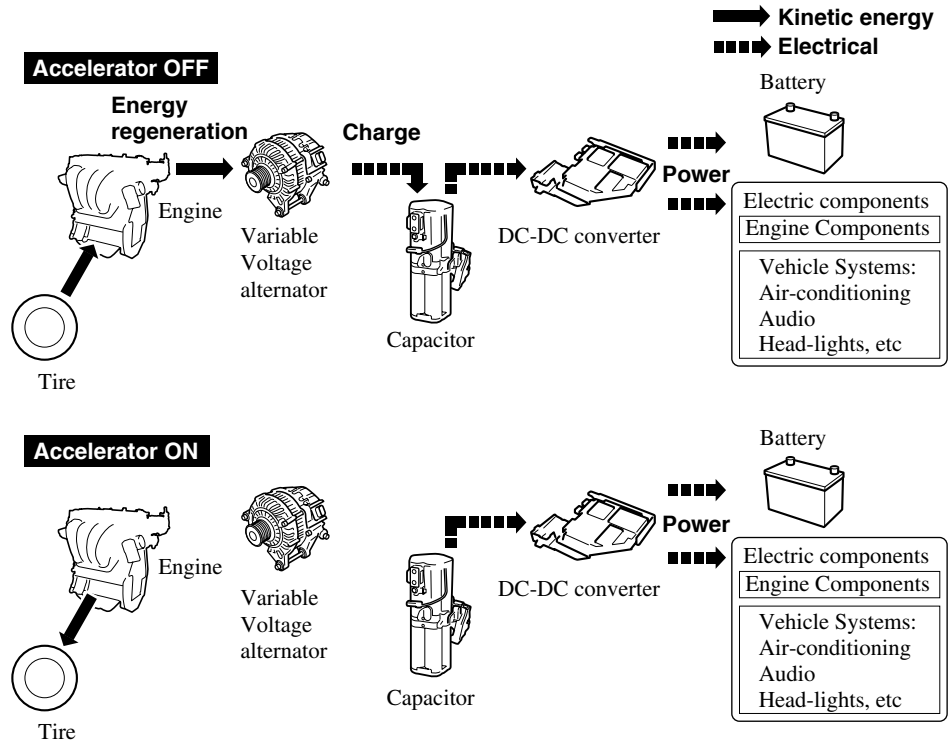 Kinetic energy
Electrical
Accelerator OFF
Energy
regeneration
Engine
Tire
Variable
Voltage
alternator
Charge
Capacitor
DC-DC converter
Power
Battery
Electric components
Engine Components
Vehicle Systems:
Air-conditioning
Audio
Head-lights, etc
Accelerator ON
Engine
Tire
Variable
Voltage
alternator
Capacitor
DC-DC converter
Power
Battery
Electric components
Engine Components
Vehicle Systems:
Air-conditioning
Audio
Head-lights, etc